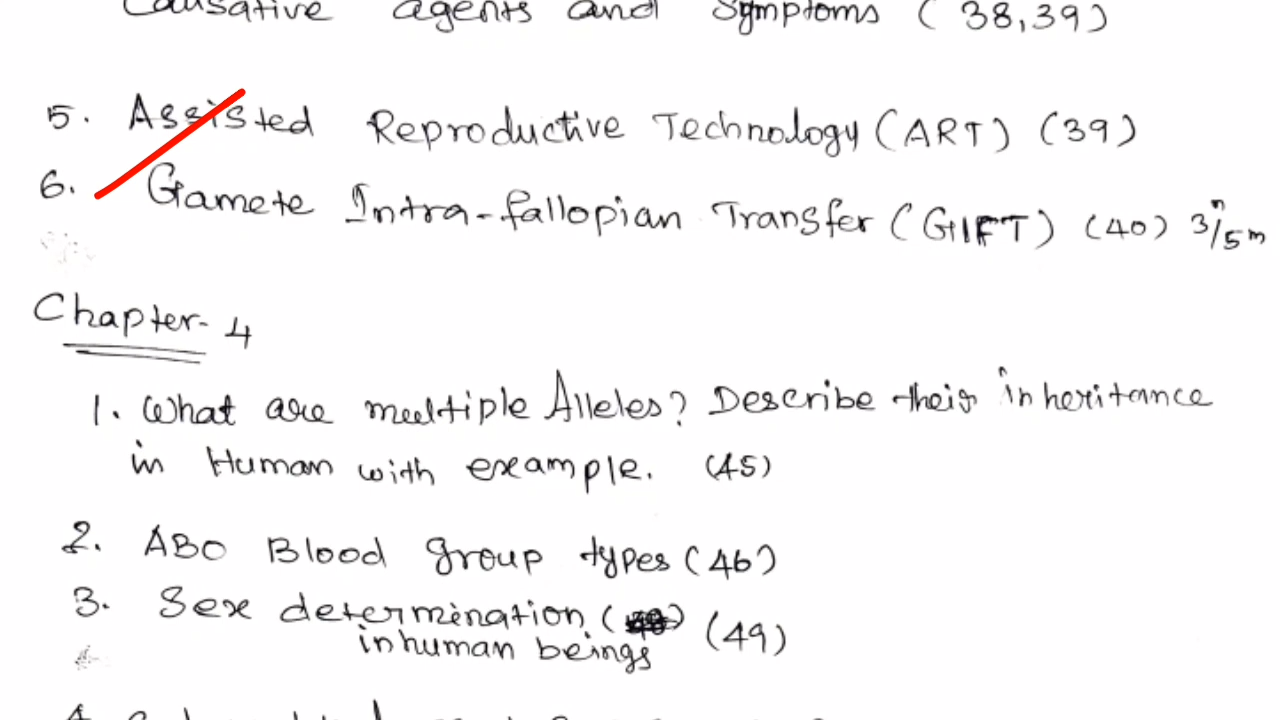 Causative agents and Symptoms (38,39)
5. Assisted Reproductive Technology (ART) (39)
6. Gamete Intra-fallopian Transfer (GIFT) (40) 3m/5m
Chapter-4
1. What are multiple Alleles? Describe their inheritance
in Human with example. (45)
2. ABO Blood group types (46)
3. Sex determination (49)
in human beings
4.